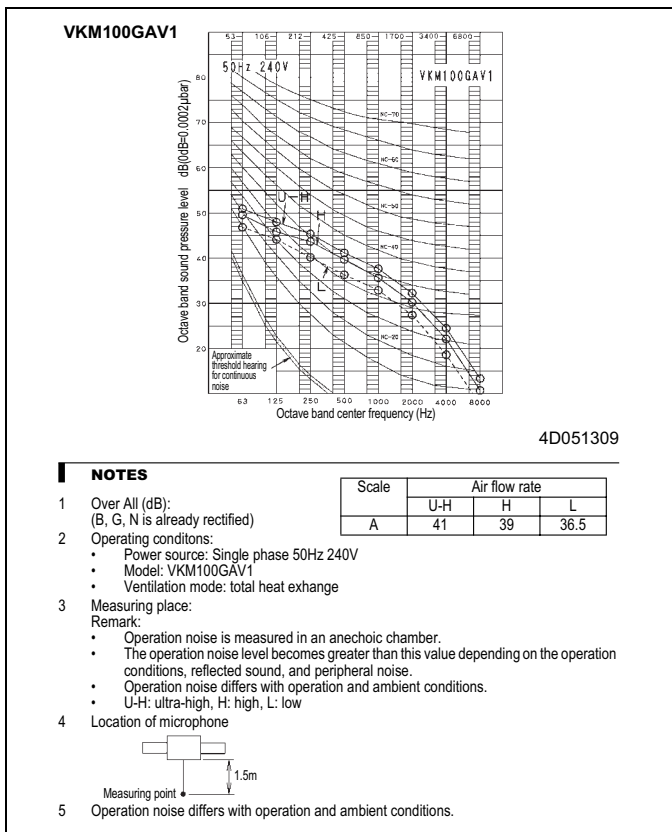 VKM100GAV1
53 106 212 425 850 1700 3400 6800
50Hz 240V
VKM100GAV1
Octave band sound pressure level dB(0dB=0.0002µbar)
80
70
60
50
40
30
20
NC-70
NC-60
NC-50
NC-40
NC-20
U-H
H
L
Approximate
threshold hearing
for continuous
noise
63 125 250 500 1000 2000 4000 8000
Octave band center frequency (Hz)
4D051309
NOTES
1 Over All (dB):
(B, G, N is already rectified)
Scale Air flow rate
U-H H L
A 41 39 36.5
2 Operating conditons:
• Power source: Single phase 50Hz 240V
• Model: VKM100GAV1
• Ventilation mode: total heat exhange
3 Measuring place:
Remark:
• Operation noise is measured in an anechoic chamber.
• The operation noise level becomes greater than this value depending on the operation
conditions, reflected sound, and peripheral noise.
• Operation noise differs with operation and ambient conditions.
• U-H: ultra-high, H: high, L: low
4 Location of microphone
1.5m
Measuring point
5 Operation noise differs with operation and ambient conditions.